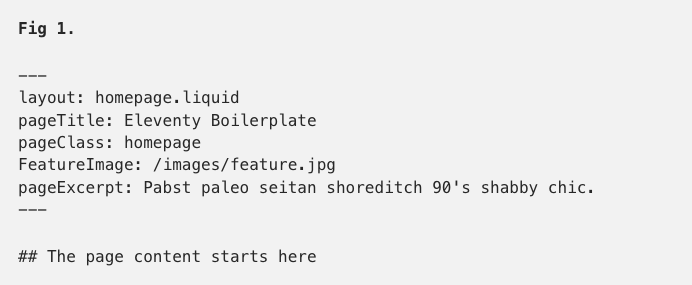 Fig 1.
---
layout: homepage.liquid
pageTitle: Eleventy Boilerplate
pageClass: homepage
FeatureImage: /images/feature.jpg
pageExcerpt: Pabst paleo seitan shoreditch 90's shabby chic.
---
## The page content starts here